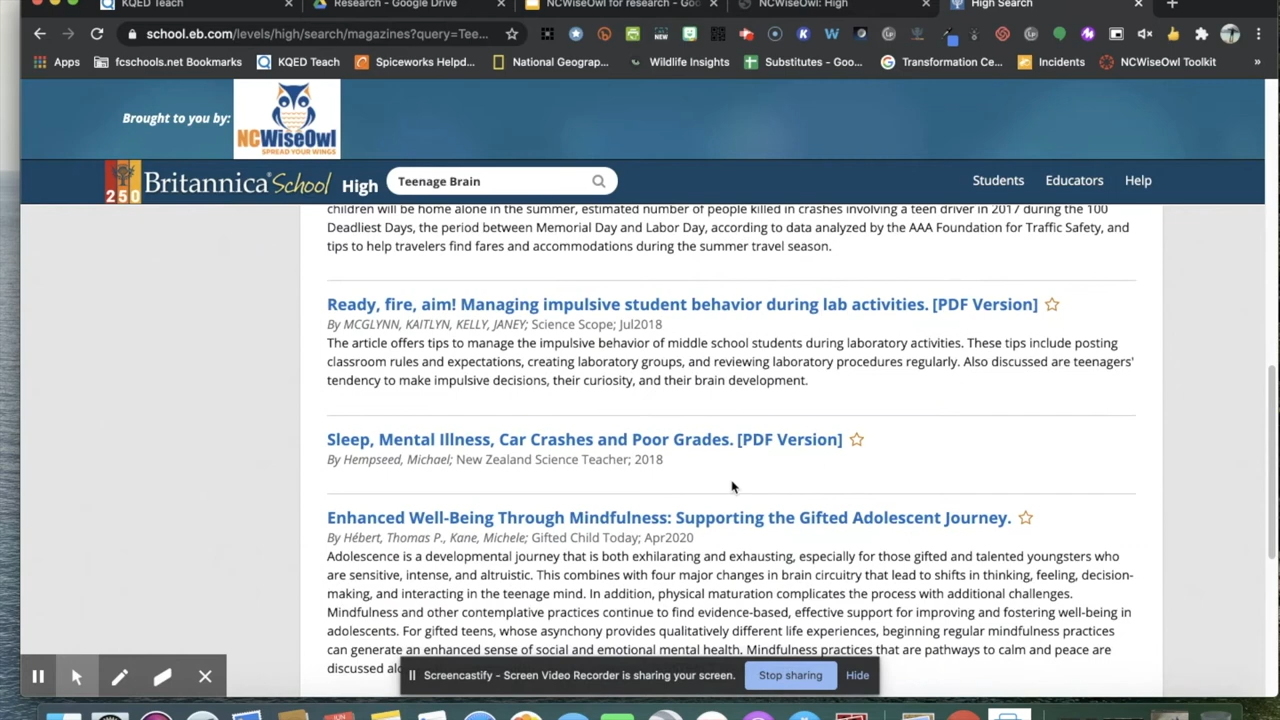 KQED Teach
Research - Google Drive
NCWiseOwl for research - Goo
NCWiseOwl: High
High Search
school.eb.com/levels/high/search/magazines?query=Tee...
Apps
fcschools.net Bookmarks
KQED Teach
Spiceworks Helpd...
National Geograp...
Wildlife Insights
Substitutes - Goo...
Transformation Ce...
Incidents
NCWiseOwl Toolkit
»
Brought to you by:
NCWiseOwl
SPREAD YOUR WINGS
250 Britannica School High
Teenage Brain
Students Educators Help
children will be home alone in the summer, estimated number of people killed in crashes involving a teen driver in 2017 during the 100
Deadliest Days, the period between Memorial Day and Labor Day, according to data analyzed by the AAA Foundation for Traffic Safety, and
tips to help travelers find fares and accommodations during the summer travel season.
Ready, fire, aim! Managing impulsive student behavior during lab activities. [PDF Version]
By MCGLYNN, KAITLYN, KELLY, JANEY; Science Scope; Jul2018
The article offers tips to manage the impulsive behavior of middle school students during laboratory activities. These tips include posting
classroom rules and expectations, creating laboratory groups, and reviewing laboratory procedures regularly. Also discussed are teenagers'
tendency to make impulsive decisions, their curiosity, and their brain development.
Sleep, Mental Illness, Car Crashes and Poor Grades. [PDF Version]
By Hempseed, Michael; New Zealand Science Teacher; 2018
Enhanced Well-Being Through Mindfulness: Supporting the Gifted Adolescent Journey.
By Hébert, Thomas P., Kane, Michele; Gifted Child Today; Apr2020
Adolescence is a developmental journey that is both exhilarating and exhausting, especially for those gifted and talented youngsters who
are sensitive, intense, and altruistic. This combines with four major changes in brain circuitry that lead to shifts in thinking, feeling, decision-
making, and interacting in the teenage mind. In addition, physical maturation complicates the process with additional challenges.
Mindfulness and other contemplative practices continue to find evidence-based, effective support for improving and fostering well-being in
adolescents. For gifted teens, whose asynchony provides qualitatively different life experiences, beginning regular mindfulness practices
can generate an enhanced sense of social and emotional mental health. Mindfulness practices that are pathways to calm and peace are
discussed
Screencastify - Screen Video Recorder is sharing your screen.
Stop sharing
Hide